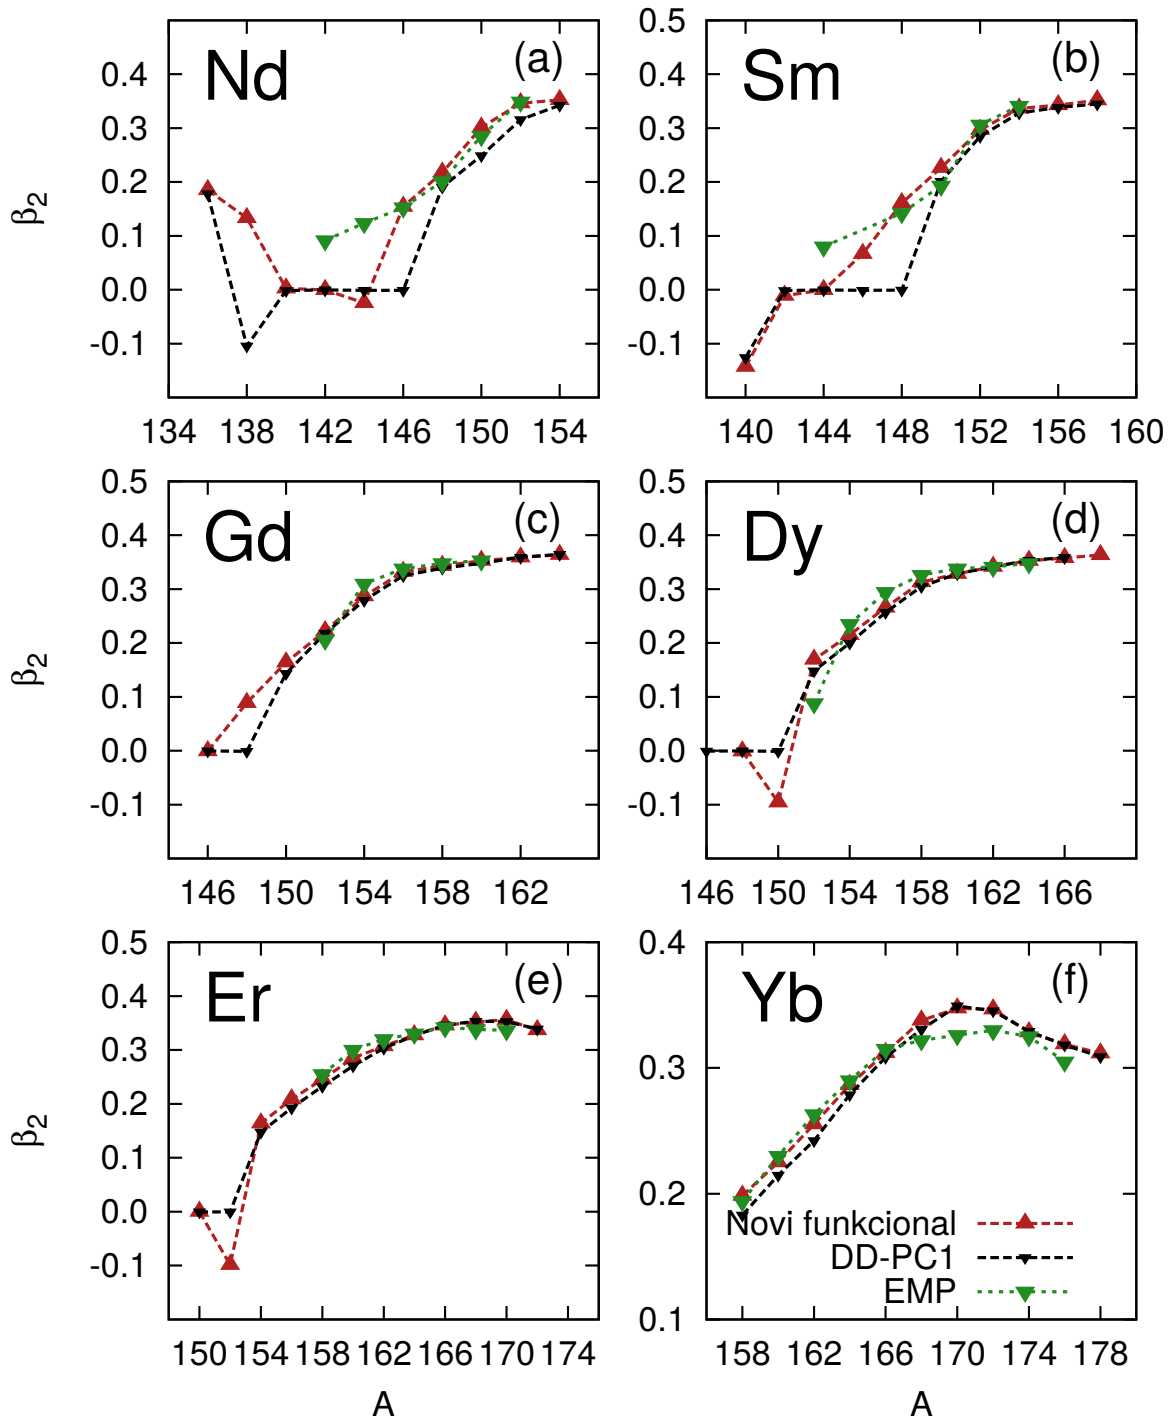 Nd (a)
0.4
0.3
0.2
0.1
0.0
-0.1
β2
134 138 142 146 150 154
Sm (b)
0.5
0.4
0.3
0.2
0.1
0.0
-0.1
140 144 148 152 156 160
Gd (c)
0.5
0.4
0.3
0.2
0.1
0.0
-0.1
β2
146 150 154 158 162
Dy (d)
0.5
0.4
0.3
0.2
0.1
0.0
-0.1
146 150 154 158 162 166
Er (e)
0.5
0.4
0.3
0.2
0.1
0.0
-0.1
β2
150 154 158 162 166 170 174
A
Yb (f)
0.4
0.3
0.2
0.1
Novi funkcional
DD-PC1
EMP
158 162 166 170 174 178
A